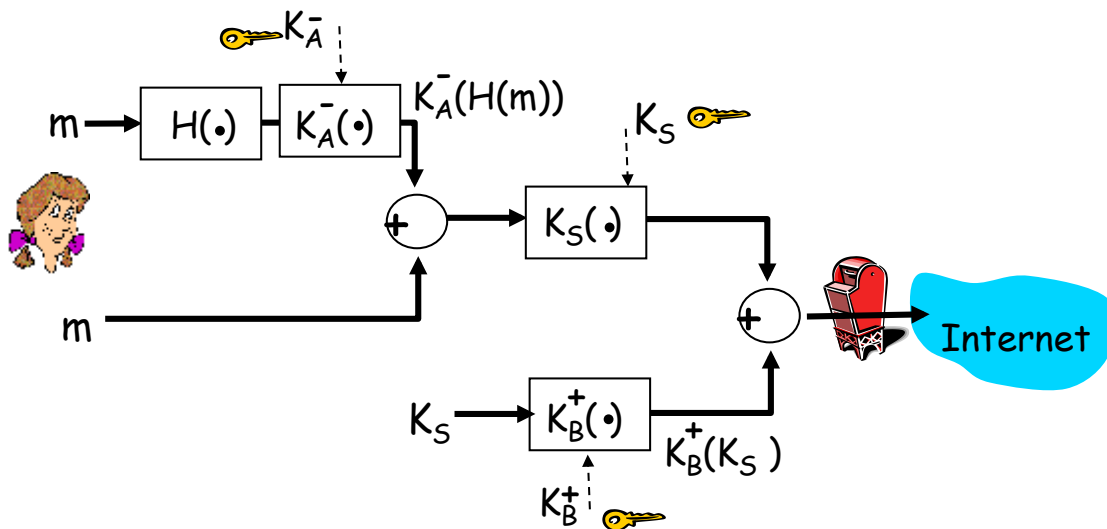 K_A^-
K_A^-(H(m))
m
H(•)
K_A^-(•)
K_S
+
K_S(•)
m
+
Internet
K_S
K_B^+(•)
K_B^+(K_S )
K_B^+